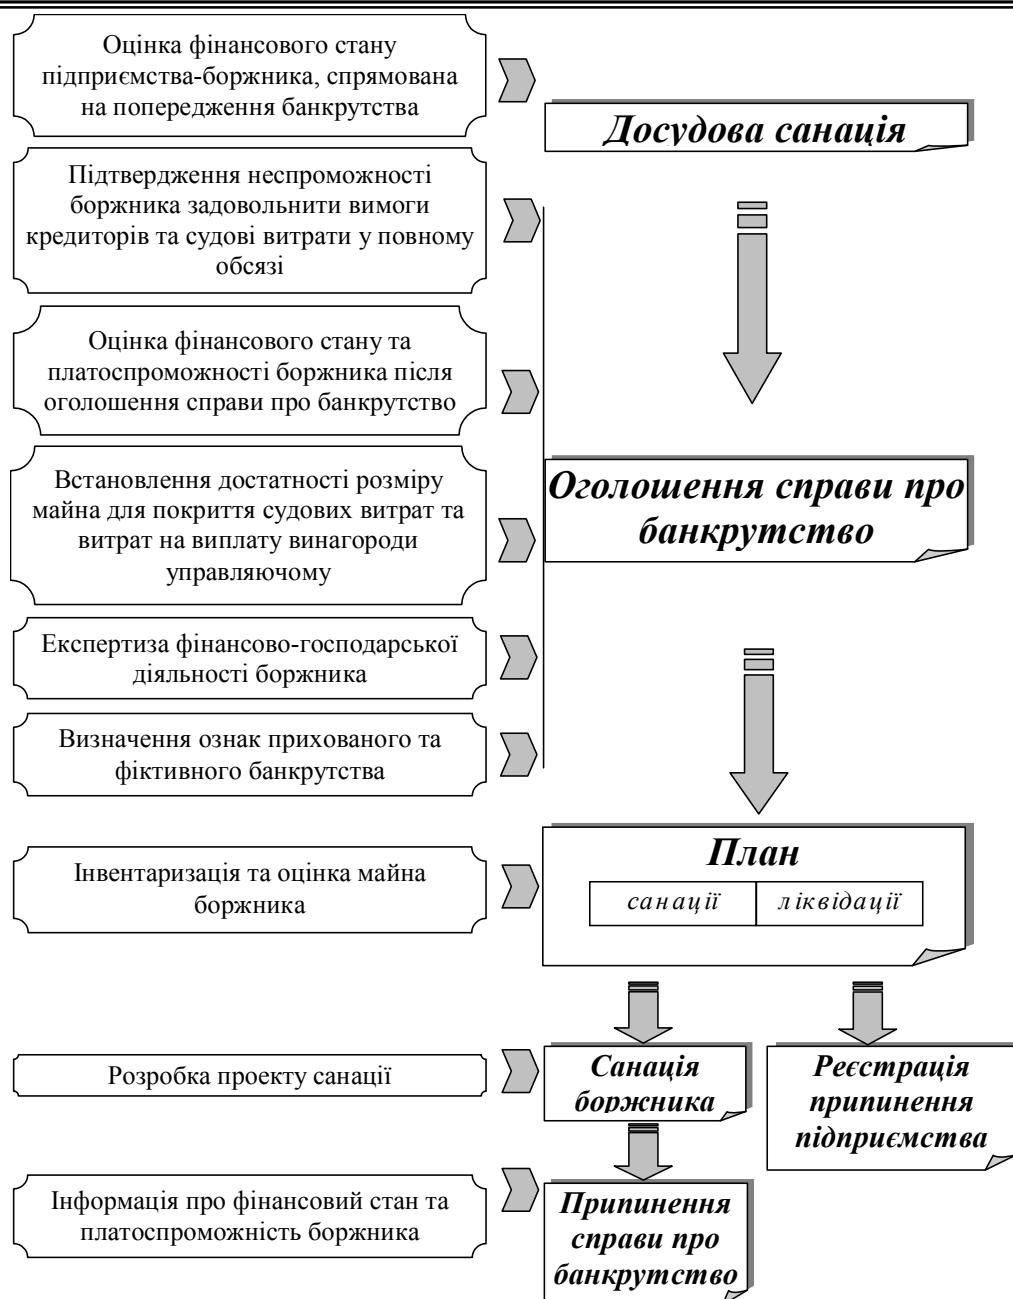 Оцінка фінансового стану
підприємства-боржника, спрямована
на попередження банкрутства
Досудова санація
Підтвердження неспроможності
боржника задовольнити вимоги
кредиторів та судові витрати у повному
обсязі
Оцінка фінансового стану та
платоспроможності боржника після
оголошення справи про банкрутство
Встановлення достатності розміру
майна для покриття судових витрат та
витрат на виплату винагороди
управляючому
Оголошення справи про
банкрутство
Експертиза фінансово-господарської
діяльності боржника
Визначення ознак прихованого та
фіктивного банкрутства
Інвентаризація та оцінка майна
боржника
План
санації
ліквідації
Розробка проекту санації
Санація
боржника
Реєстрація
припинення
підприємства
Інформація про фінансовий стан та
платоспроможність боржника
Припинення
справи про
банкрутство